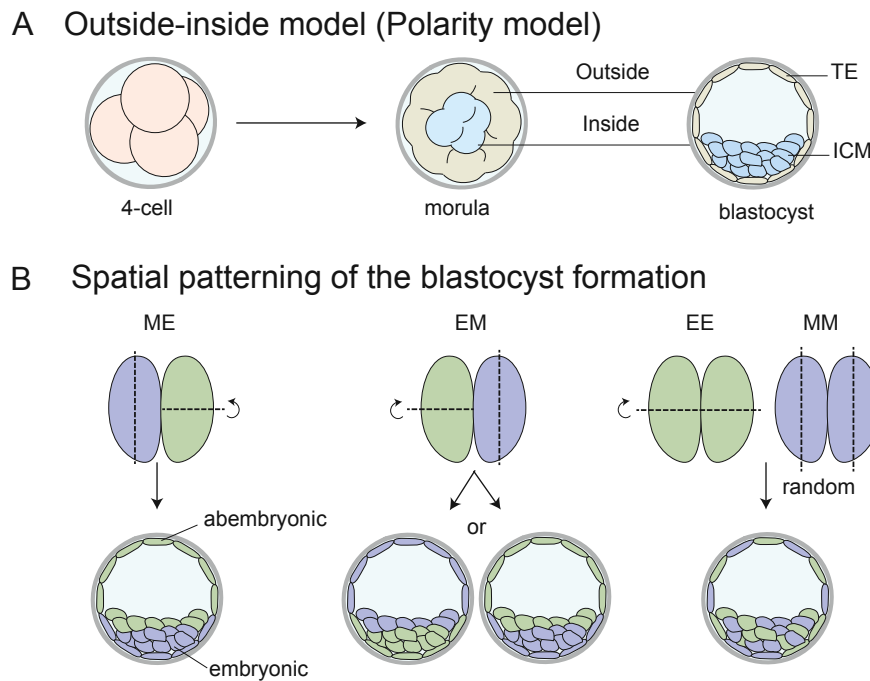 A Outside-inside model (Polarity model)
Outside
TE
Inside
ICM
4-cell
morula
blastocyst
B Spatial patterning of the blastocyst formation
ME
EM
EE
MM
random
abembryonic
or
embryonic